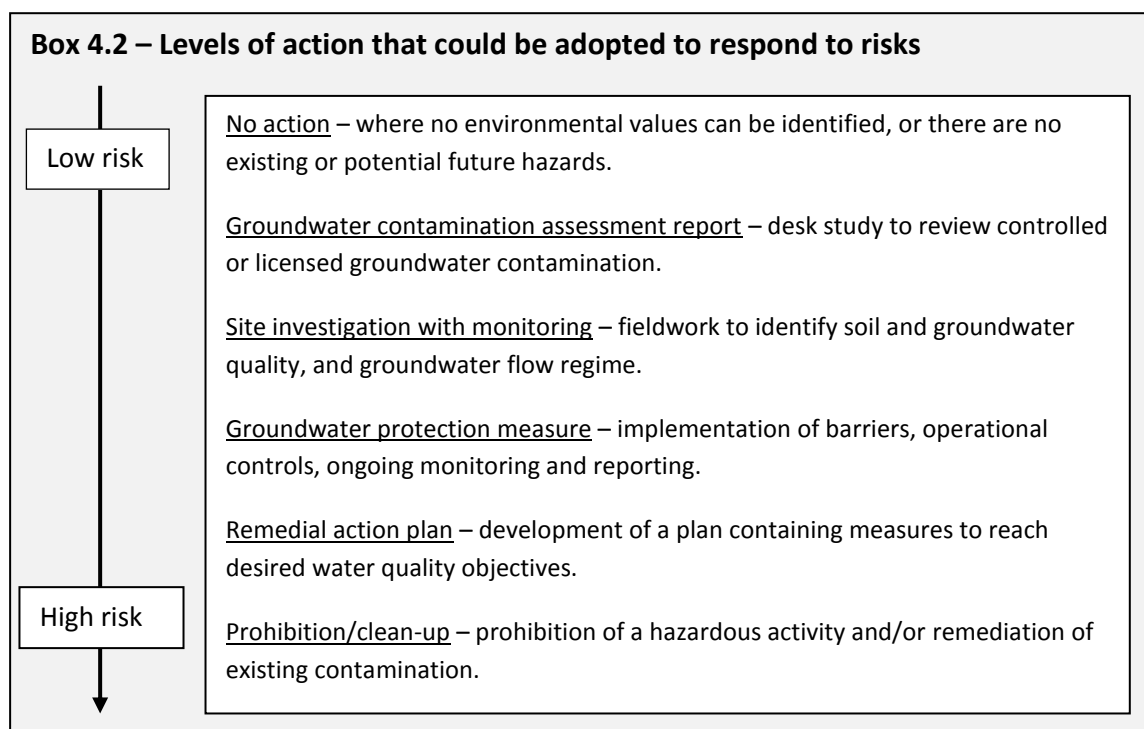 Box 4.2 – Levels of action that could be adopted to respond to risks
Low risk
No action – where no environmental values can be identified, or there are no
existing or potential future hazards.
Groundwater contamination assessment report – desk study to review controlled
or licensed groundwater contamination.
Site investigation with monitoring – fieldwork to identify soil and groundwater
quality, and groundwater flow regime.
Groundwater protection measure – implementation of barriers, operational
controls, ongoing monitoring and reporting.
Remedial action plan – development of a plan containing measures to reach
desired water quality objectives.
High risk
Prohibition/clean-up – prohibition of a hazardous activity and/or remediation of
existing contamination.